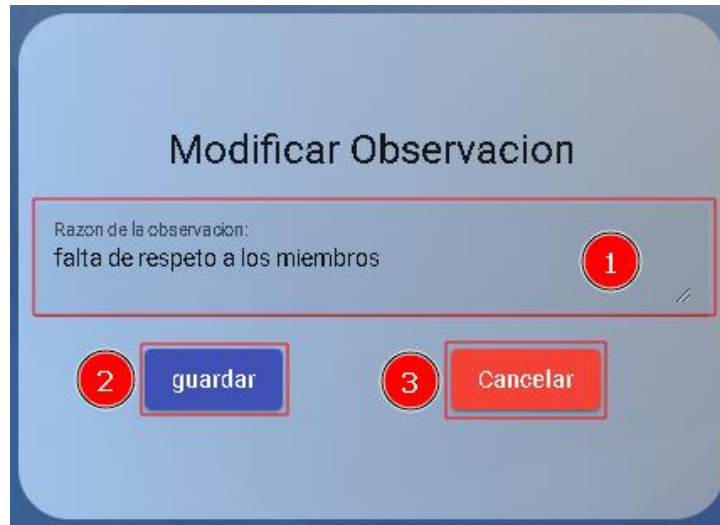 Modificar Observacion
Razon de la observacion:
falta de respeto a los miembros
1
2 guardar 3 Cancelar